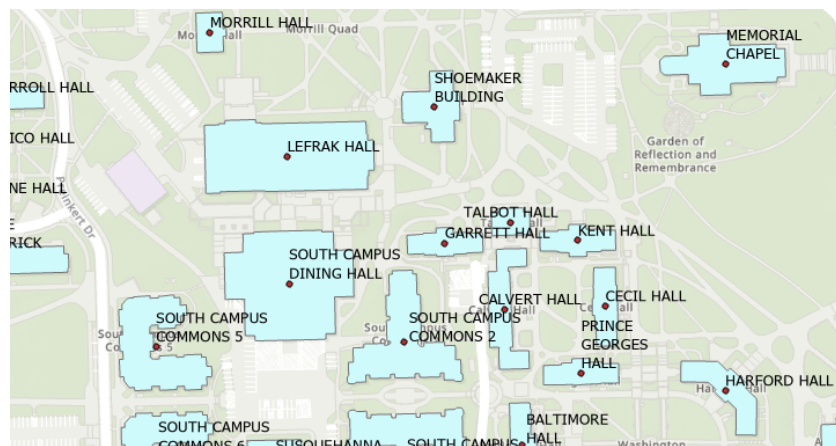 MORRILL HALL
Morrill Quad
MEMORIAL
CHAPEL
SHOEMAKER
BUILDING
RROLL HALL
ICO HALL
LEFRAK HALL
Garden of
Reflection and
Remembrance
NE HALL
Preinkert Dr
E
RICK
TALBOT HALL
GARRETT HALL
KENT HALL
SOUTH CAMPUS
DINING HALL
CALVERT HALL
CECIL HALL
SOUTH CAMPUS
COMMONS 5
SOUTH CAMPUS
COMMONS 2
PRINCE
GEORGES
HALL
HARFORD HALL
SOUTH CAMPUS
COMMONS 6
SUSQUEHANNA
SOUTH CAMPUS
BALTIMORE
HALL
Washington